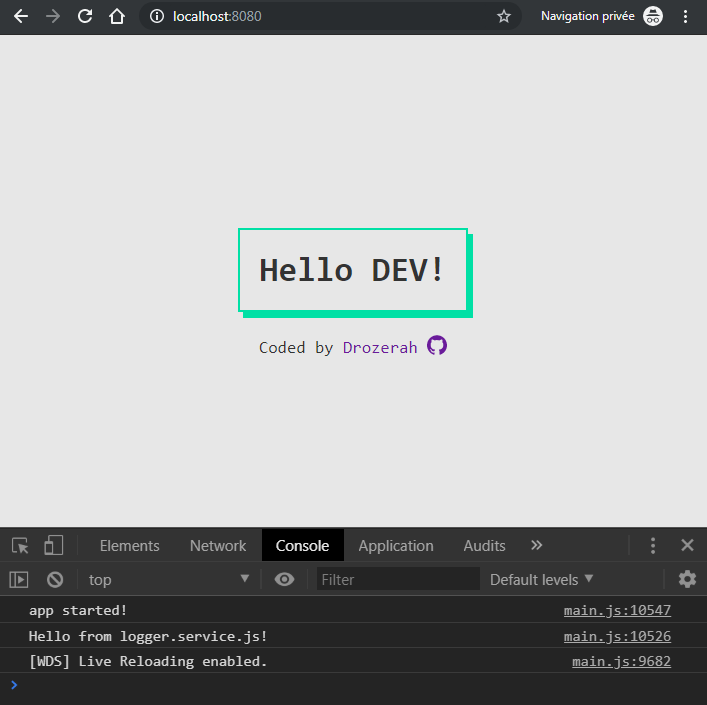 localhost:8080 Navigation privée
Hello DEV!
Coded by Drozerah
Elements Network Console Application Audits »
top Filter Default levels
app started! main.js:10547
Hello from logger.service.js! main.js:10526
[WDS] Live Reloading enabled. main.js:9682
>